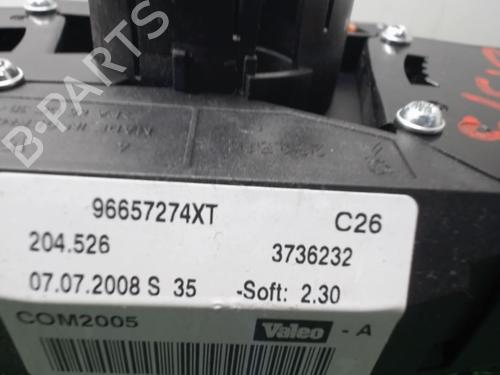 B-PARTS
96657274XT C26
204.526 3736232
07.07.2008 S 35 -Soft: 2.30
COM2005 Valeo - A